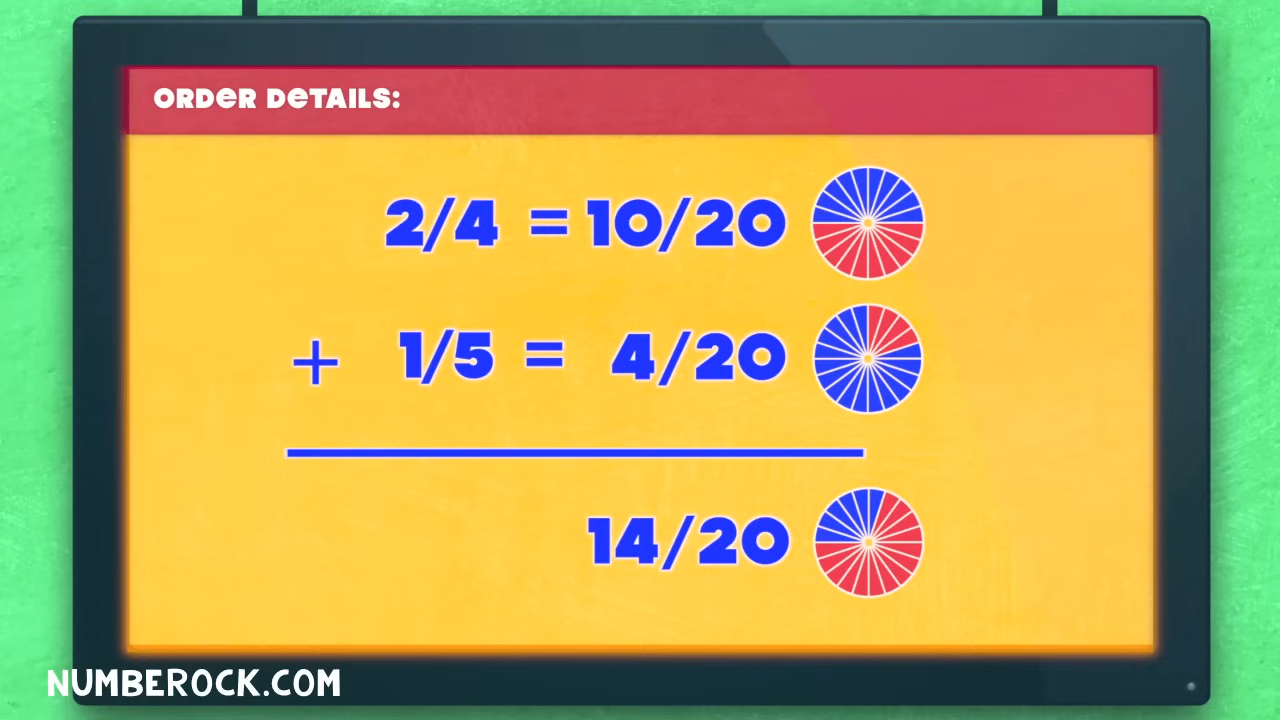 ORDER DETAILS:
2/4 = 10/20
+ 1/5 = 4/20
14/20
NUMBEROCK.COM